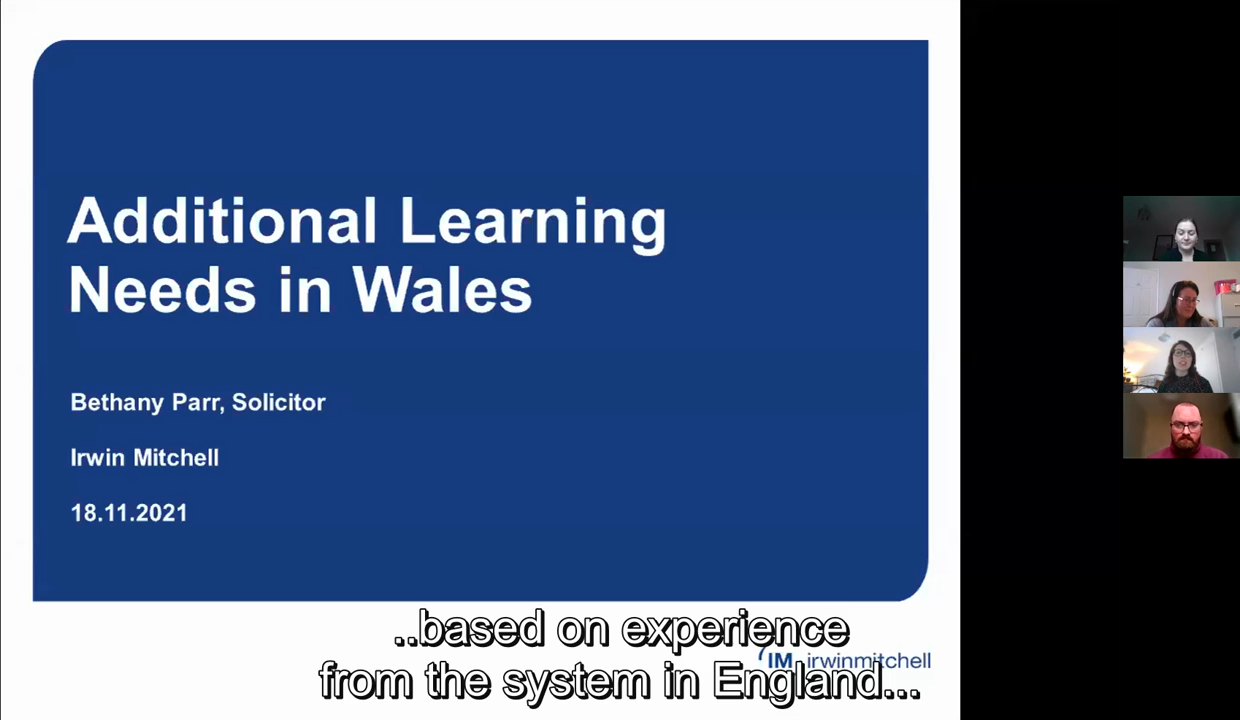 Additional Learning
Needs in Wales
Bethany Parr, Solicitor
Irwin Mitchell
18.11.2021
..based on experience
IM irwinmitchell
from the system in England...